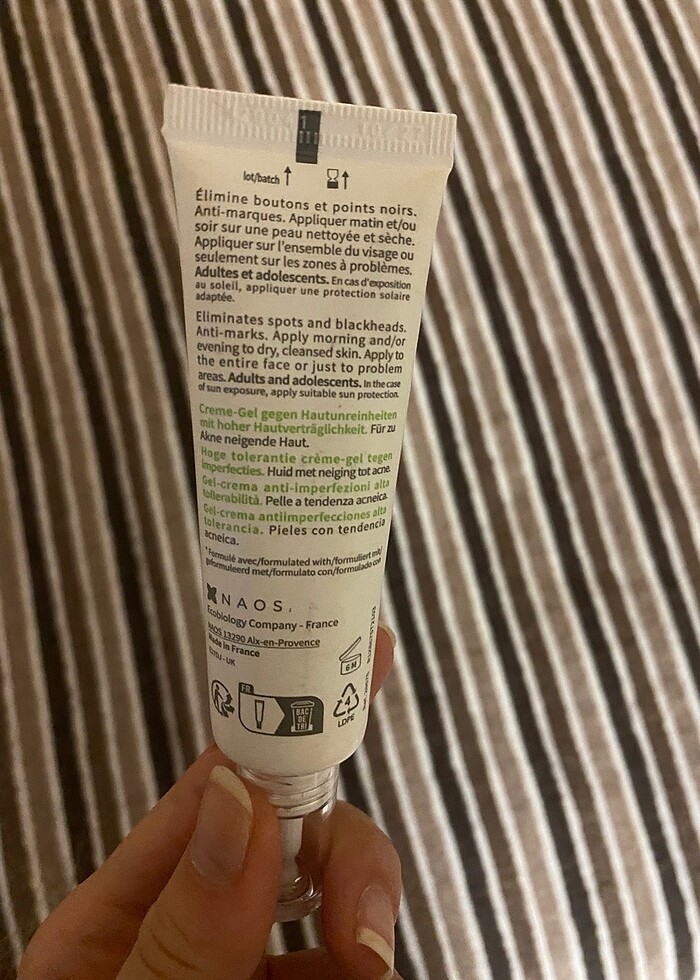 10/27
lot/batch
Élimine boutons et points noirs.
Anti-marques. Appliquer matin et/ou
soir sur une peau nettoyée et sèche.
Appliquer sur l'ensemble du visage ou
seulement sur les zones à problèmes.
Adultes et adolescents. En cas d'exposition
au soleil, appliquer une protection solaire
adaptée.
Eliminates spots and blackheads.
Anti-marks. Apply morning and/or
evening to dry, cleansed skin. Apply to
the entire face or just to problem
areas. Adults and adolescents. In the case
of sun exposure, apply suitable sun protection.
Creme-Gel gegen Hautunreinheiten
mit hoher Hautverträglichkeit. Für zu
Akne neigende Haut.
Hoge tolerantie crème-gel tegen
imperfecties. Huid met neiging tot acne.
Gel-crema anti-imperfezioni alta
tollerabilità. Pelle a tendenza acneica.
Gel-crema antiimperfecciones alta
tolerancia. Pieles con tendencia
acneica.
*Formulé avec/formulated with/formuliert mit/
geformuleerd met/formulato con/formulado con
NAOS
Ecobiology Company - France
NAOS 13290 Aix-en-Provence
Made in France
6M
FR
BAC
DE
TRI
4
LDPE